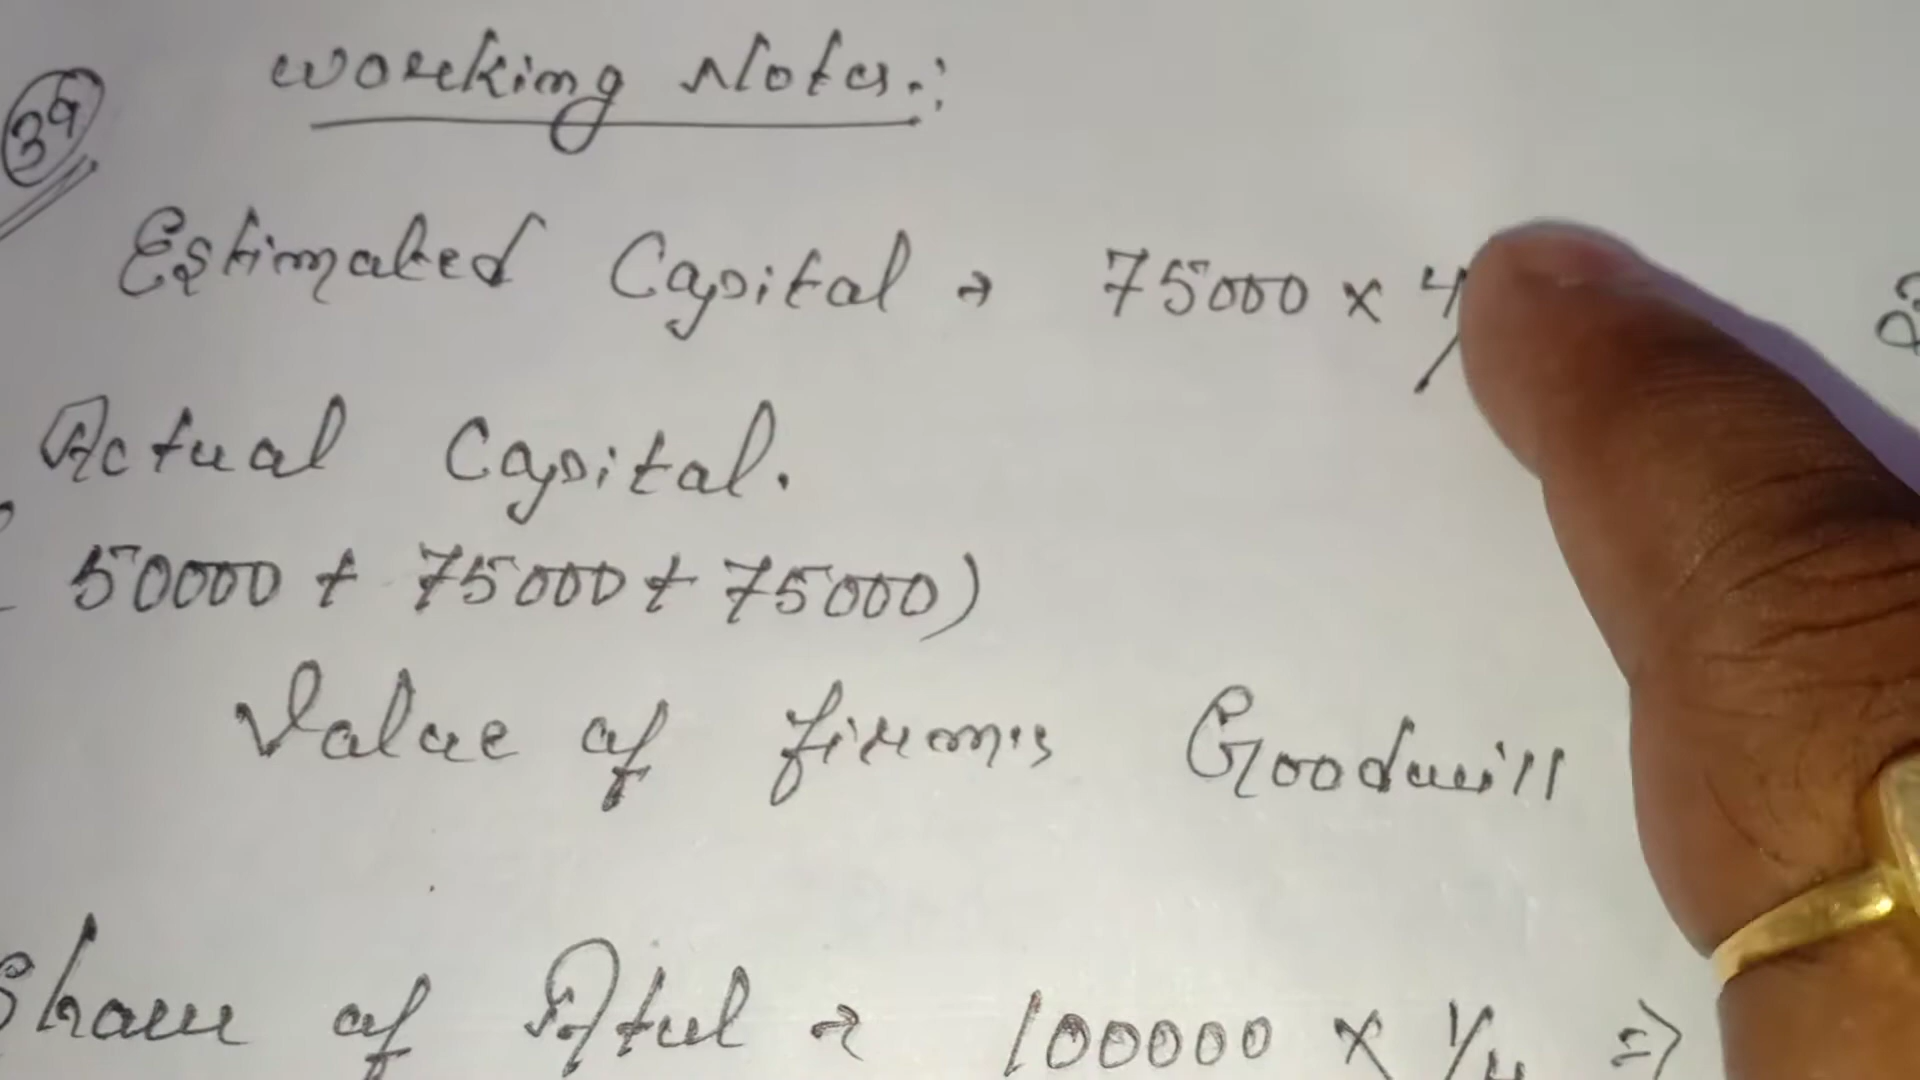 39
Working Notes:
Estimated Capital → 75000 × 4/
Actual Capital.
50000 + 75000 + 75000)
Value of firm's Goodwill
Share of Atul → 100000 × 1/4 ⇒